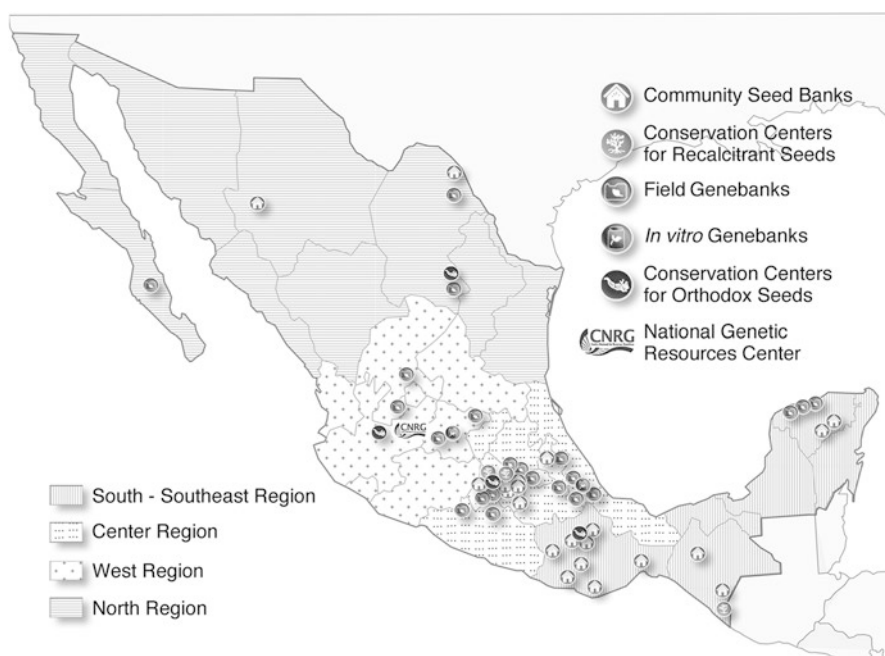 Community Seed Banks
Conservation Centers
for Recalcitrant Seeds
Field Genebanks
In vitro Genebanks
Conservation Centers
for Orthodox Seeds
CNRG
National Genetic
Resources Center
CNRG
South - Southeast Region
Center Region
West Region
North Region